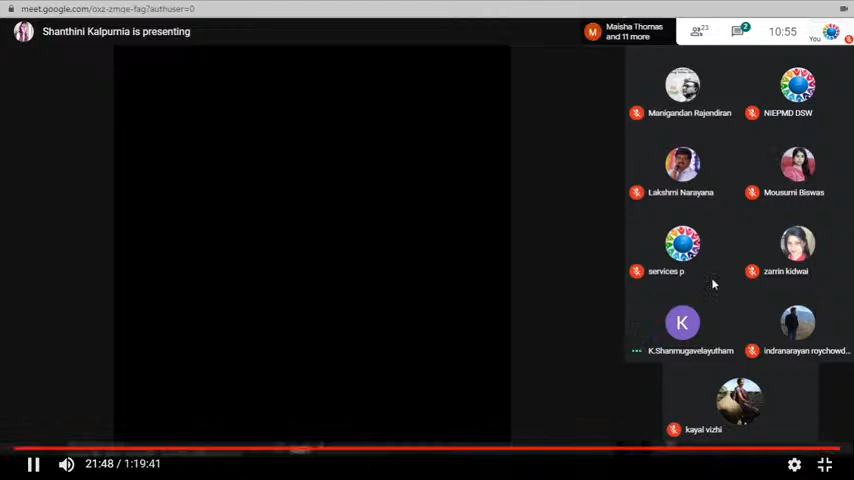 meet.google.com/oxz-zmqe-fag?authuser=0
Shanthini Kalpurnia is presenting
M
Maisha Thomas
and 11 more
23
2
10:55
You
Manigandan Rajendiran
NIEPMD DSW
Lakshmi Narayana
Mousumi Biswas
services p
zarrin kidwai
K
K.Shanmugavelayutham
indranarayan roychowd...
kayal vizhi
21:48 / 1:19:41